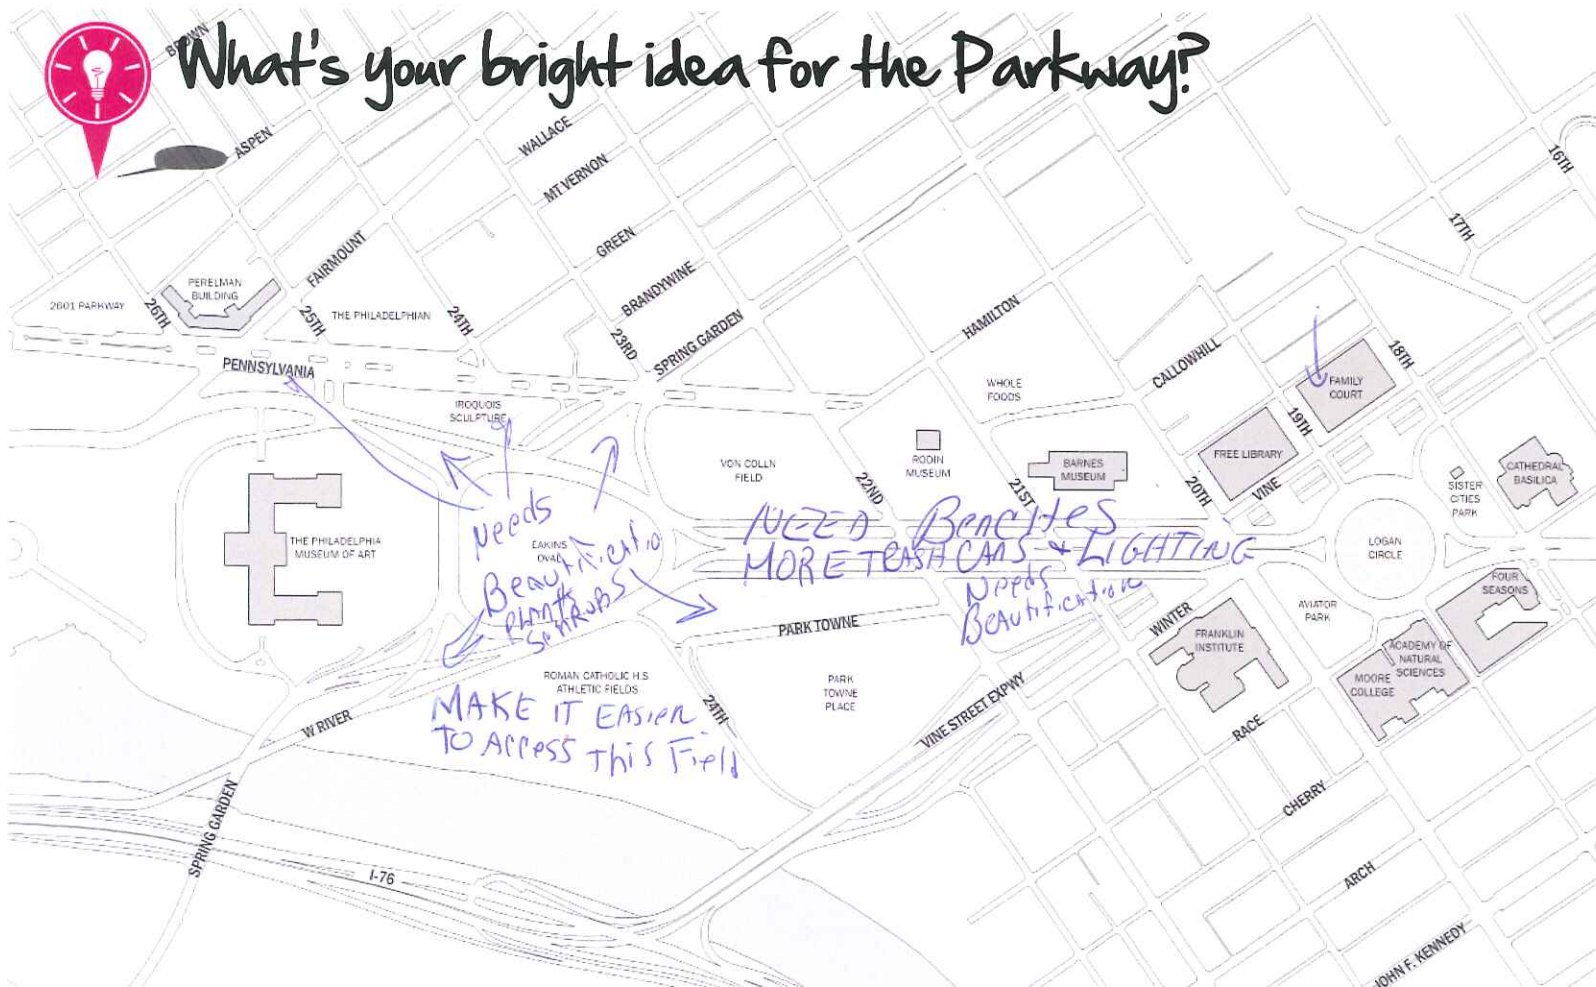 What's your bright idea for the Parkway?
BROWN
ASPEN
WALLACE
MT VERNON
GREEN
BRANDYWINE
SPRING GARDEN
FAIRMOUNT
HAMILTON
CALLOWHILL
16TH
17TH
18TH
19TH
20TH
21ST
22ND
23RD
24TH
25TH
26TH
2601 PARKWAY
PERELMAN
BUILDING
THE PHILADELPHIAN
PENNSYLVANIA
IROQUOIS
SCULPTURE
WHOLE
FOODS
FAMILY
COURT
FREE LIBRARY
VINE
VON COLLN
FIELD
RODIN
MUSEUM
BARNES
MUSEUM
SISTER
CITIES
PARK
CATHEDRAL
BASILICA
THE PHILADELPHIA
MUSEUM OF ART
EAKINS
OVAL
Needs
Beautificatio
PLANTS
SHRUBS
NEED Benches
MORE TRASH CANS + LIGHTING
Needs
Beautification
LOGAN
CIRCLE
FOUR
SEASONS
AVIATOR
PARK
WINTER
FRANKLIN
INSTITUTE
ACADEMY OF
NATURAL
SCIENCES
MOORE
COLLEGE
PARK TOWNE
ROMAN CATHOLIC H.S.
ATHLETIC FIELDS
PARK
TOWNE
PLACE
24TH
MAKE IT EASIER
TO Access This Field
W RIVER
VINE STREET EXPWY
RACE
CHERRY
ARCH
SPRING GARDEN
I-76
JOHN F. KENNEDY